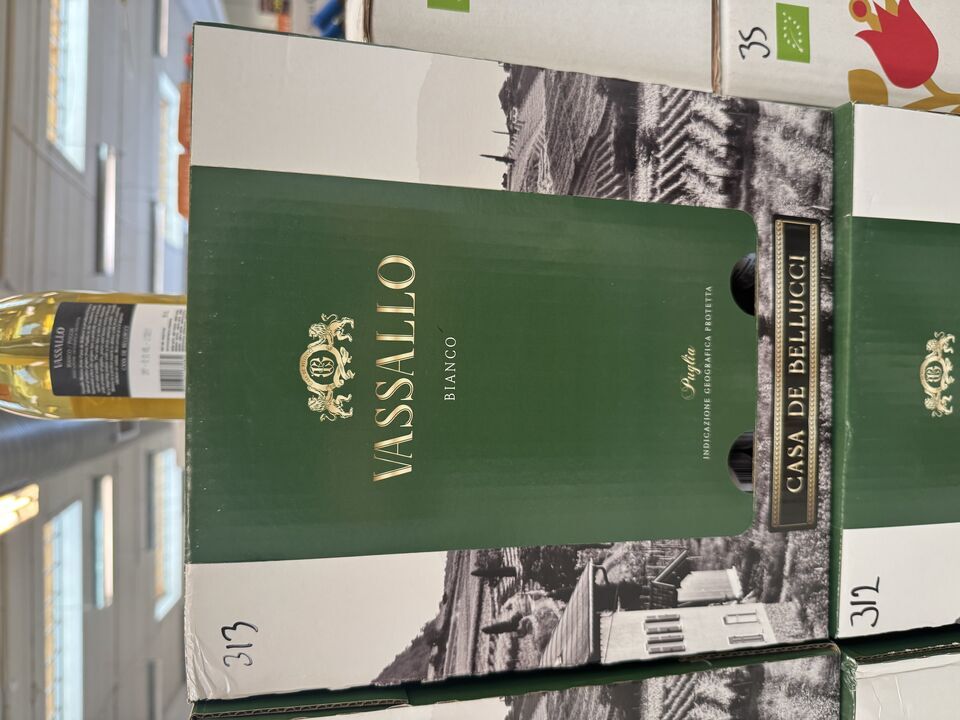 VASSALLO
BIANCO
Puglia
INDICAZIONE GEOGRAFICA PROTETTA
CASA DE BELLUCCI
313
312
35
VASSALLO
B
B